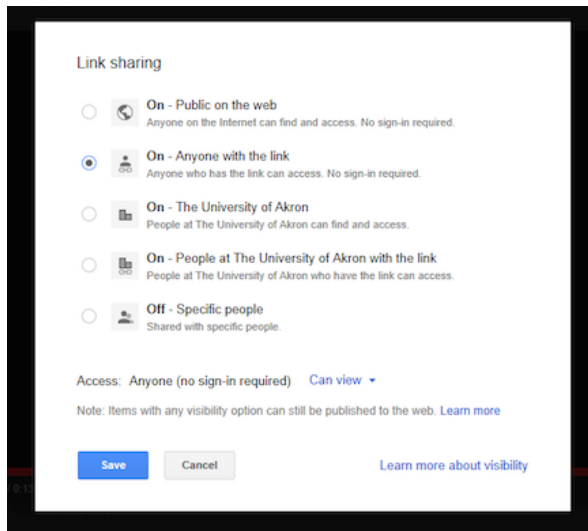 Link sharing
On - Public on the web
Anyone on the Internet can find and access. No sign-in required.
On - Anyone with the link
Anyone who has the link can access. No sign-in required.
On - The University of Akron
People at The University of Akron can find and access.
On - People at The University of Akron with the link
People at The University of Akron who have the link can access.
Off - Specific people
Shared with specific people.
Access: Anyone (no sign-in required) Can view
Note: Items with any visibility option can still be published to the web. Learn more
Save Cancel Learn more about visibility